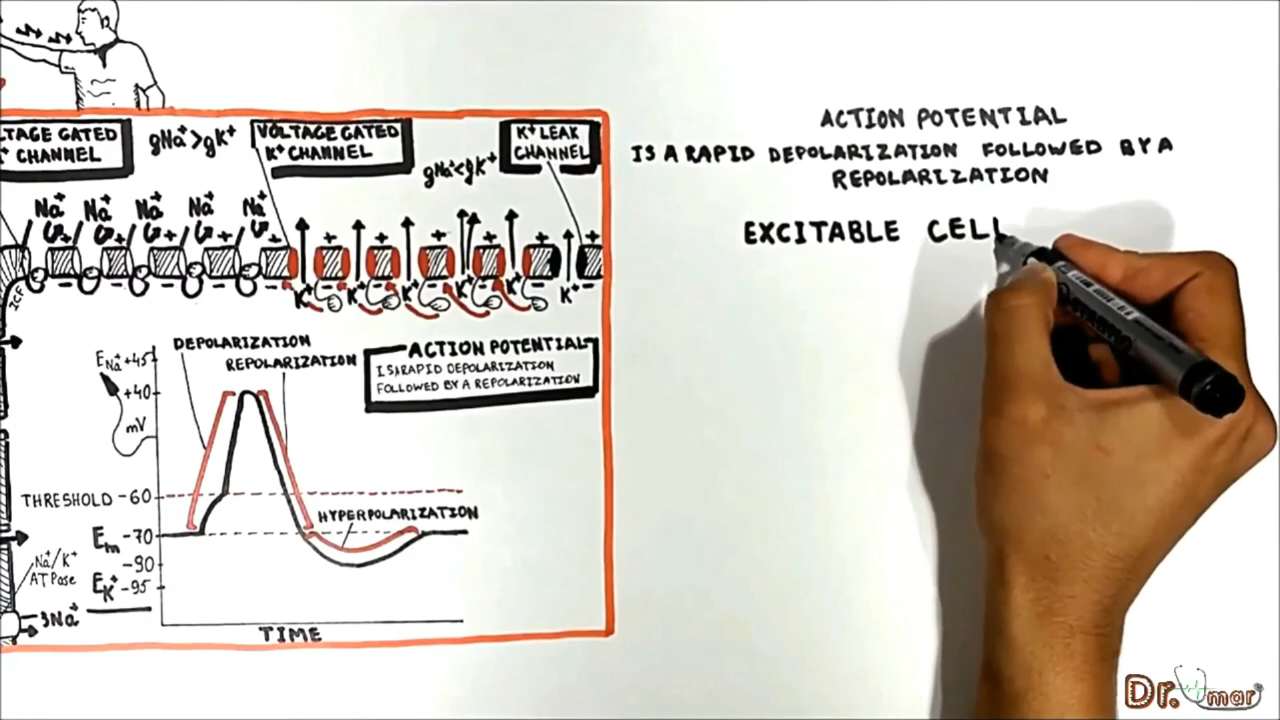 LTAGE GATED
+ CHANNEL
gNa⁺>gK⁺
VOLTAGE GATED
K⁺ CHANNEL
gNa⁺<gK⁺
K⁺ LEAK
CHANNEL
Na⁺ Na⁺ Na⁺ Na⁺ Na⁺
K⁺ K⁺ K⁺ K⁺ K⁺ K⁺
ICF
DEPOLARIZATION
REPOLARIZATION
ENa⁺ +45
+40
mV
THRESHOLD -60
Em -70
-90
EK⁺ -95
HYPERPOLARIZATION
TIME
ACTION POTENTIAL
IS A RAPID DEPOLARIZATION
FOLLOWED BY A REPOLARIZATION
Na⁺/K⁺
ATPase
3Na⁺
ACTION POTENTIAL
IS A RAPID DEPOLARIZATION FOLLOWED BY A
REPOLARIZATION
EXCITABLE CELL
Dr. Umar